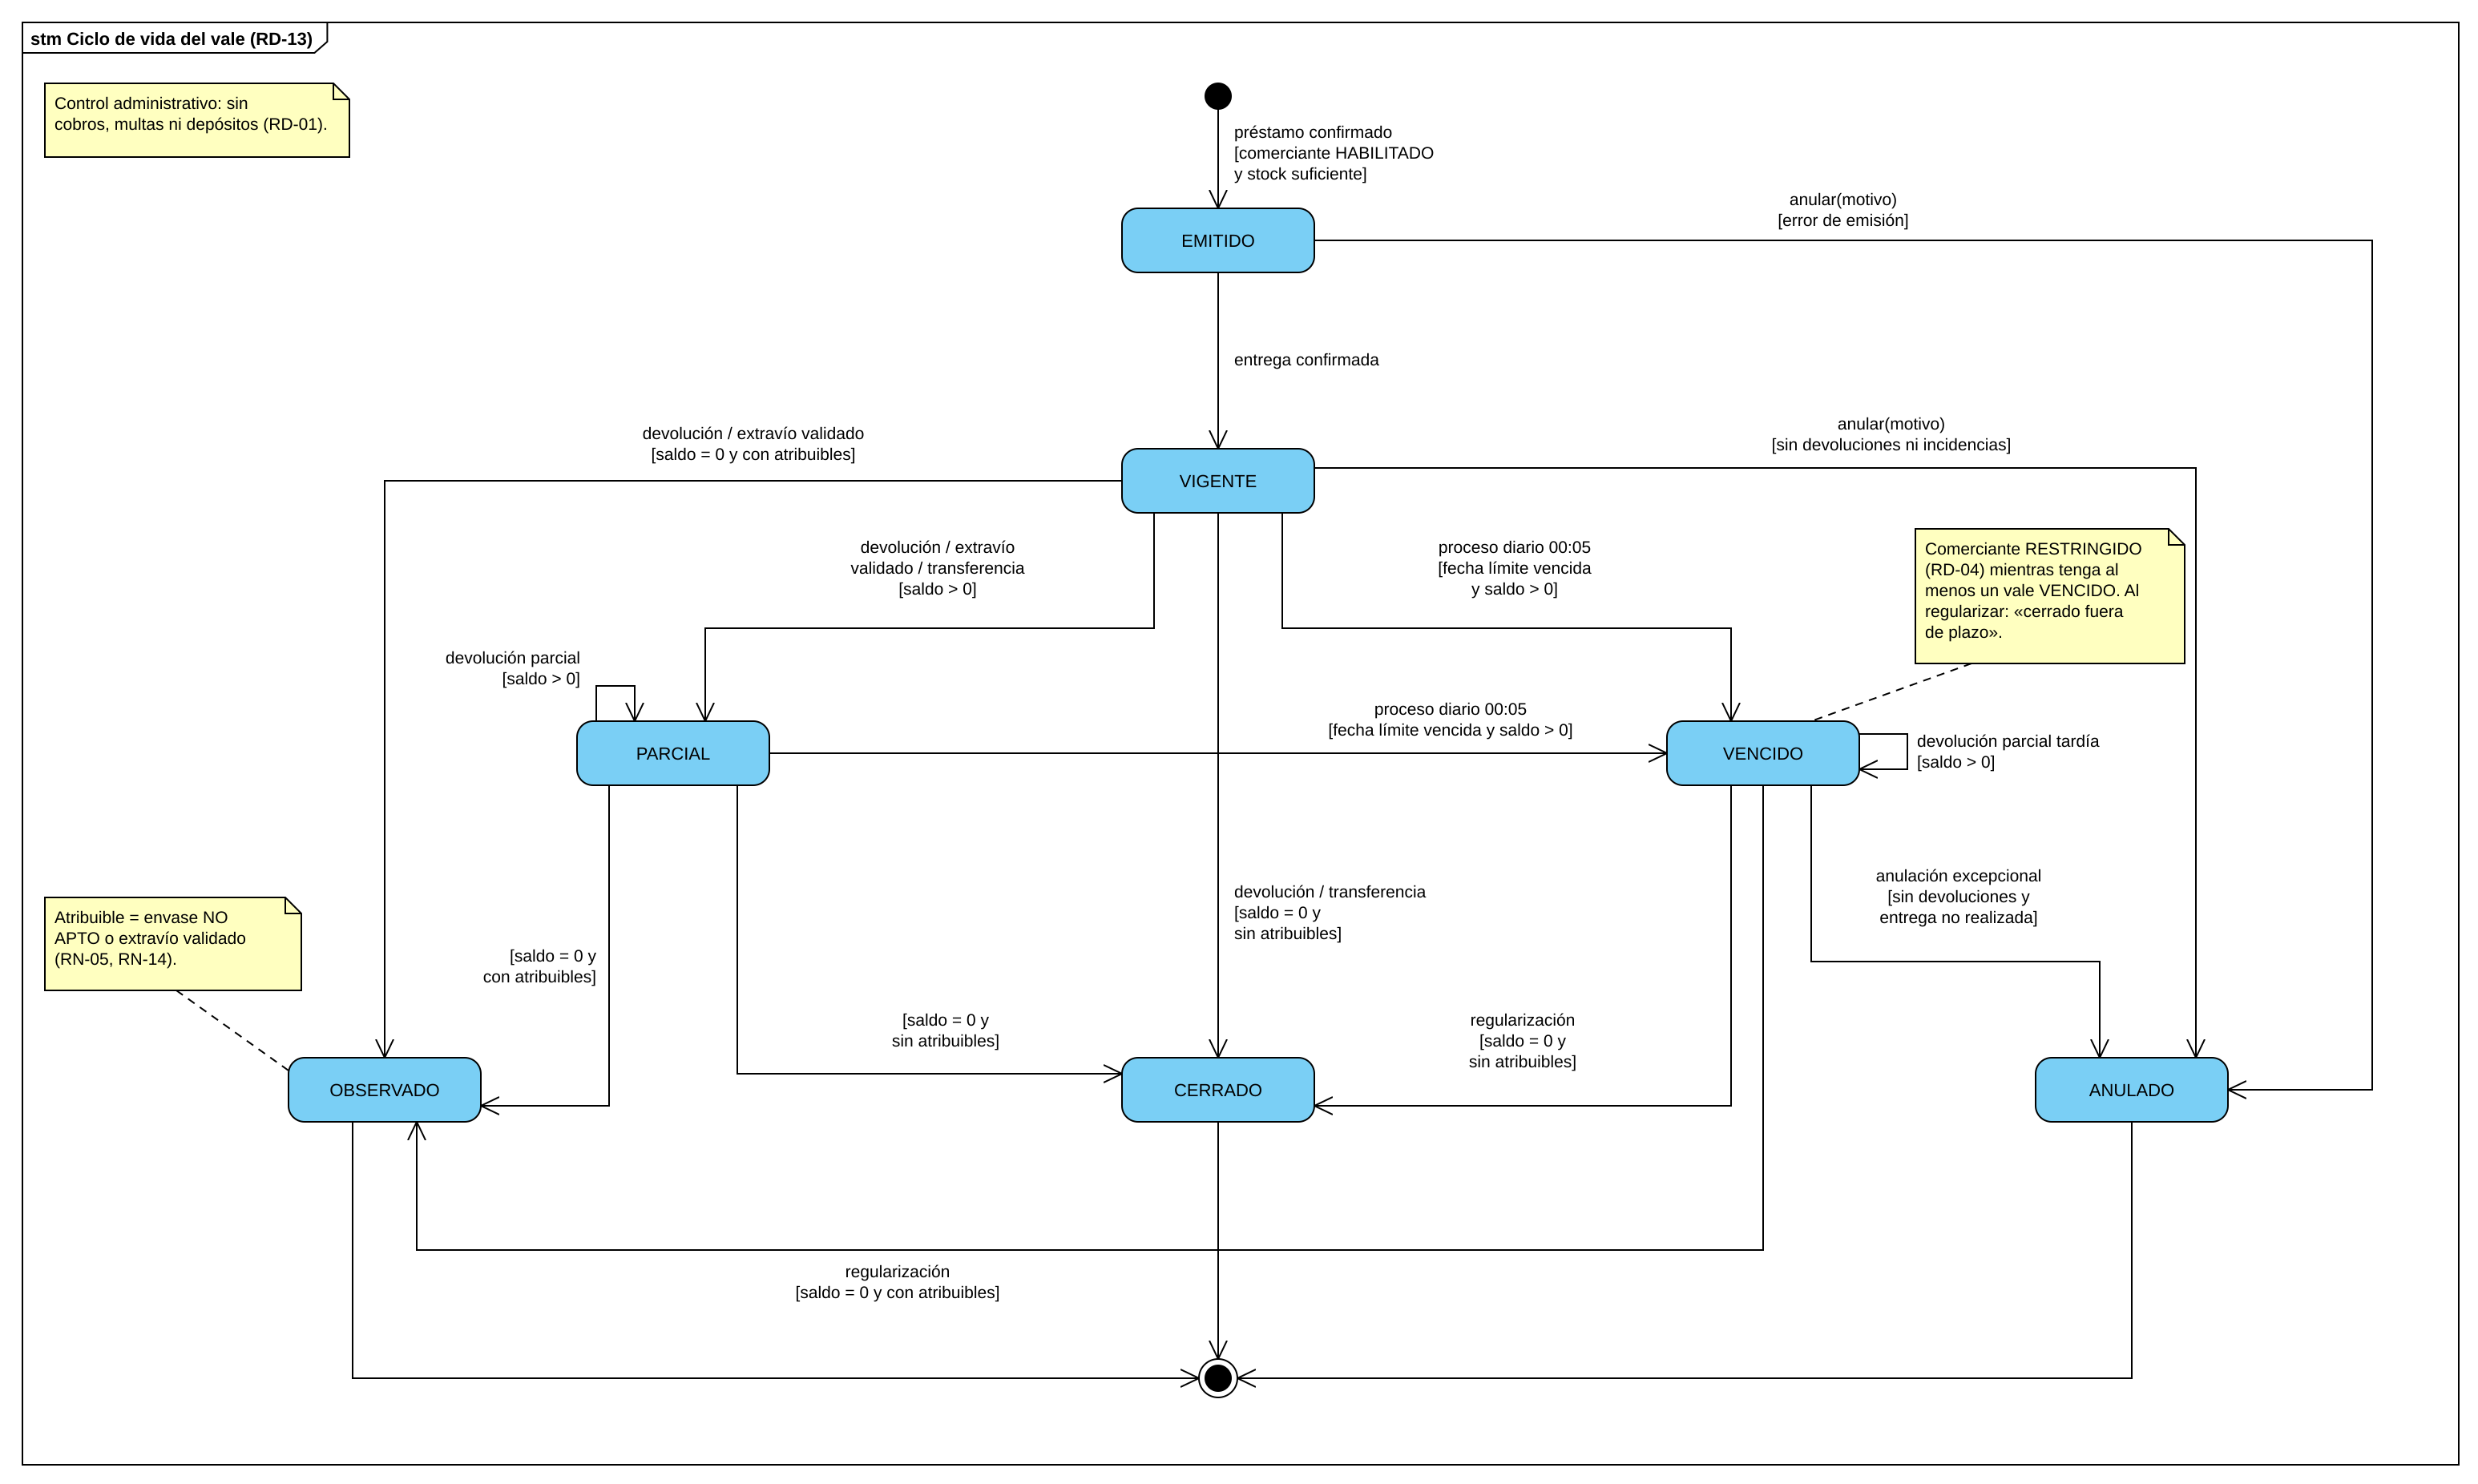 stm Ciclo de vida del vale (RD-13)
Control administrativo: sin
cobros, multas ni depósitos (RD-01).
préstamo confirmado
[comerciante HABILITADO
y stock suficiente]
anular(motivo)
[error de emisión]
EMITIDO
entrega confirmada
devolución / extravío validado
[saldo = 0 y con atribuibles]
anular(motivo)
[sin devoluciones ni incidencias]
VIGENTE
devolución / extravío
validado / transferencia
[saldo > 0]
proceso diario 00:05
[fecha límite vencida
y saldo > 0]
Comerciante RESTRINGIDO
(RD-04) mientras tenga al
menos un vale VENCIDO. Al
regularizar: «cerrado fuera
de plazo».
devolución parcial
[saldo > 0]
proceso diario 00:05
[fecha límite vencida y saldo > 0]
PARCIAL
VENCIDO
devolución parcial tardía
[saldo > 0]
anulación excepcional
[sin devoluciones y
entrega no realizada]
devolución / transferencia
[saldo = 0 y
sin atribuibles]
Atribuible = envase NO
APTO o extravío validado
(RN-05, RN-14).
[saldo = 0 y
con atribuibles]
[saldo = 0 y
sin atribuibles]
regularización
[saldo = 0 y
sin atribuibles]
OBSERVADO
CERRADO
ANULADO
regularización
[saldo = 0 y con atribuibles]